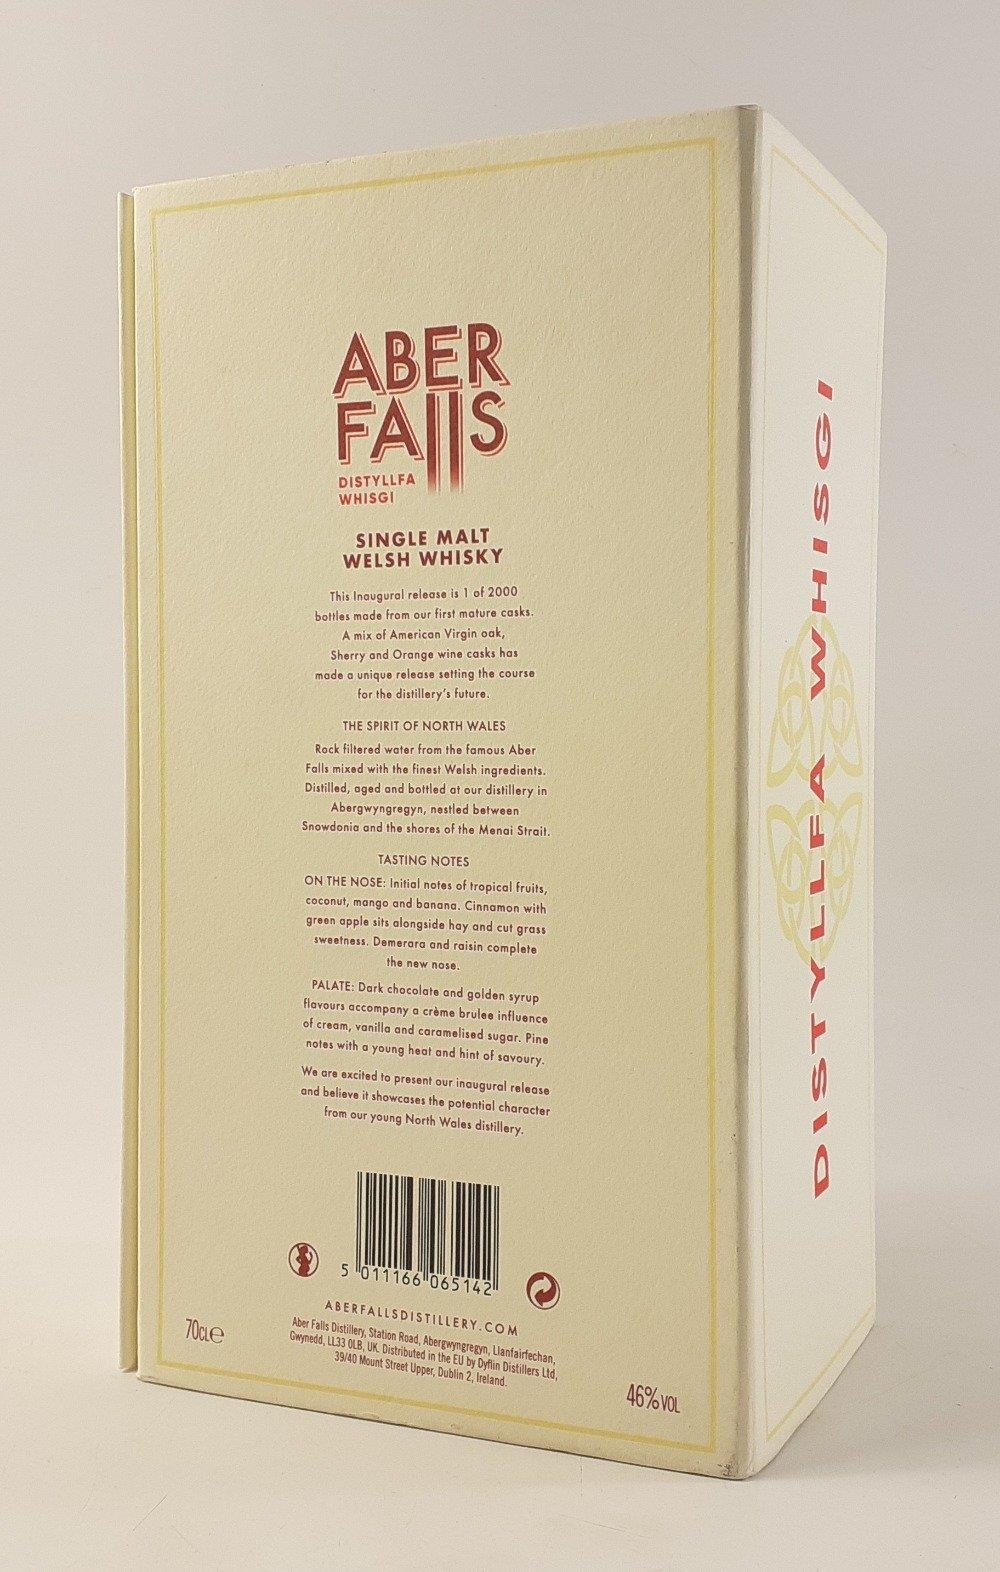 ABER
FALLS
DISTYLLFA
WHISGI
SINGLE MALT
WELSH WHISKY
This Inaugural release is 1 of 2000
bottles made from our first mature casks.
A mix of American Virgin oak,
Sherry and Orange wine casks has
made a unique release setting the course
for the distillery's future.
THE SPIRIT OF NORTH WALES
Rock filtered water from the famous Aber
Falls mixed with the finest Welsh ingredients.
Distilled, aged and bottled at our distillery in
Abergwyngregyn, nestled between
Snowdonia and the shores of the Menai Strait.
TASTING NOTES
ON THE NOSE: Initial notes of tropical fruits,
coconut, mango and banana. Cinnamon with
green apple sits alongside hay and cut grass
sweetness. Demerara and raisin complete
the new nose.
PALATE: Dark chocolate and golden syrup
flavours accompany a crème brulee influence
of cream, vanilla and caramelised sugar. Pine
notes with a young heat and hint of savoury.
We are excited to present our inaugural release
and believe it showcases the potential character
from our young North Wales distillery.
5 011166 065142
ABERFALLSDISTILLERY.COM
Aber Falls Distillery, Station Road, Abergwyngregyn, Llanfairfechan,
Gwynedd, LL33 0LB, UK. Distributed in the EU by Dyflin Distillers Ltd,
39/40 Mount Street Upper, Dublin 2, Ireland.
70CL℮
46%VOL
DISTYLLFA WHISGI